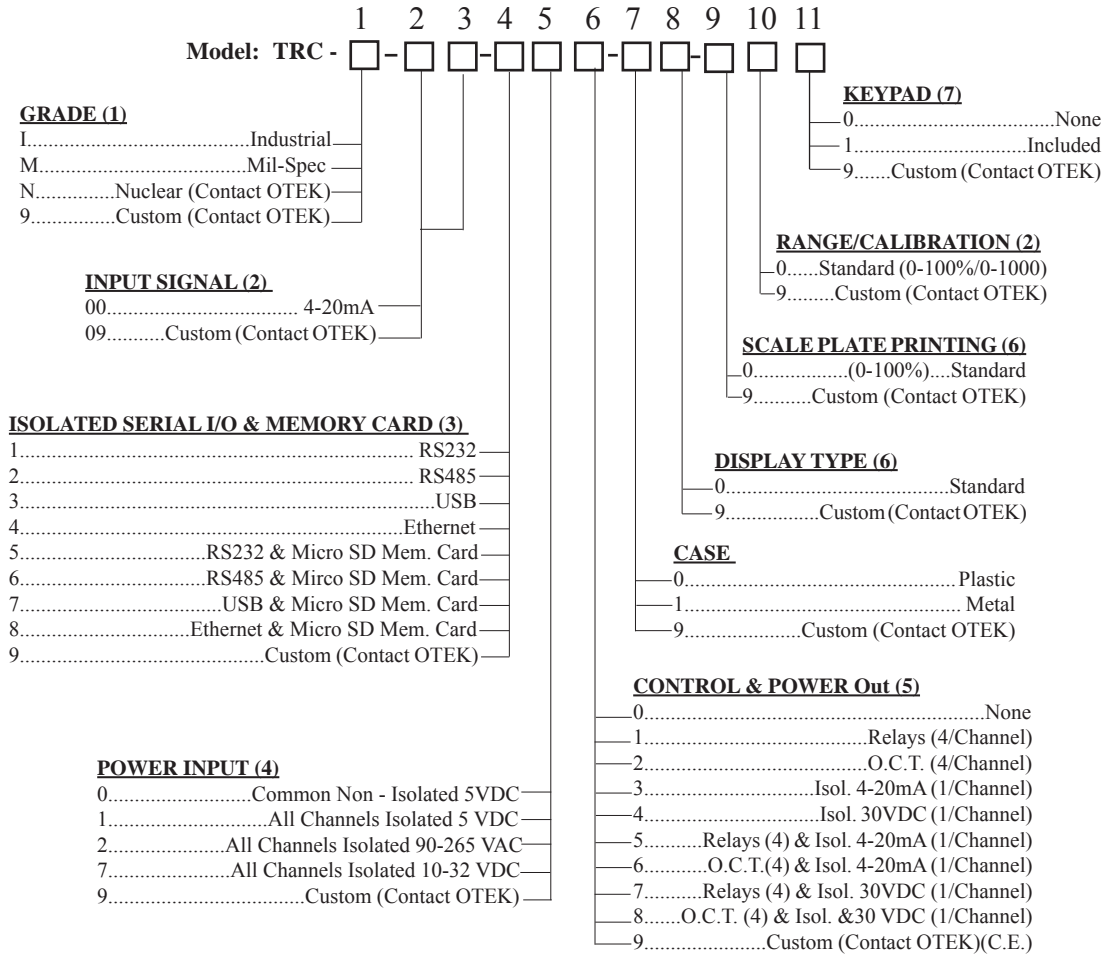 1 2 3 4 5 6 7 8 9 10 11
Model: TRC - - - - - -
GRADE (1)
I....................................Industrial
M...................................Mil-Spec
N...........Nuclear (Contact OTEK)
9...............Custom (Contact OTEK)
INPUT SIGNAL (2)
00................................... 4-20mA
09...........Custom (Contact OTEK)
ISOLATED SERIAL I/O & MEMORY CARD (3)
1................................................................ RS232
2................................................................ RS485
3....................................................................USB
4..............................................................Ethernet
5............................RS232 & Micro SD Mem. Card
6............................RS485 & Mirco SD Mem. Card
7...............................USB & Micro SD Mem. Card
8.........................Ethernet & Micro SD Mem. Card
9.....................................Custom (Contact OTEK)
POWER INPUT (4)
0.....................Common Non - Isolated 5VDC
1........................All Channels Isolated 5 VDC
2.................All Channels Isolated 90-265 VAC
7..................All Channels Isolated 10-32 VDC
9..............................Custom (Contact OTEK)
KEYPAD (7)
0..................................None
1..............................Included
9.......Custom (Contact OTEK)
RANGE/CALIBRATION (2)
0......Standard (0-100%/0-1000)
9.........Custom (Contact OTEK)
SCALE PLATE PRINTING (6)
0.................(0-100%)....Standard
9...........Custom (Contact OTEK)
DISPLAY TYPE (6)
0.....................................Standard
9..................Custom (Contact OTEK)
CASE
0............................................. Plastic
1.............................................. Metal
9......................Custom (Contact OTEK)
CONTROL & POWER Out (5)
0.........................................................None
1.....................................Relays (4/Channel)
2.....................................O.C.T. (4/Channel)
3............................Isol. 4-20mA (1/Channel)
4.............................Isol. 30VDC (1/Channel)
5..........Relays (4) & Isol. 4-20mA (1/Channel)
6...........O.C.T.(4) & Isol. 4-20mA (1/Channel)
7...........Relays (4) & Isol. 30VDC (1/Channel)
8.......O.C.T. (4) & Isol. &30 VDC (1/Channel)
9....................Custom (Contact OTEK)(C.E.)